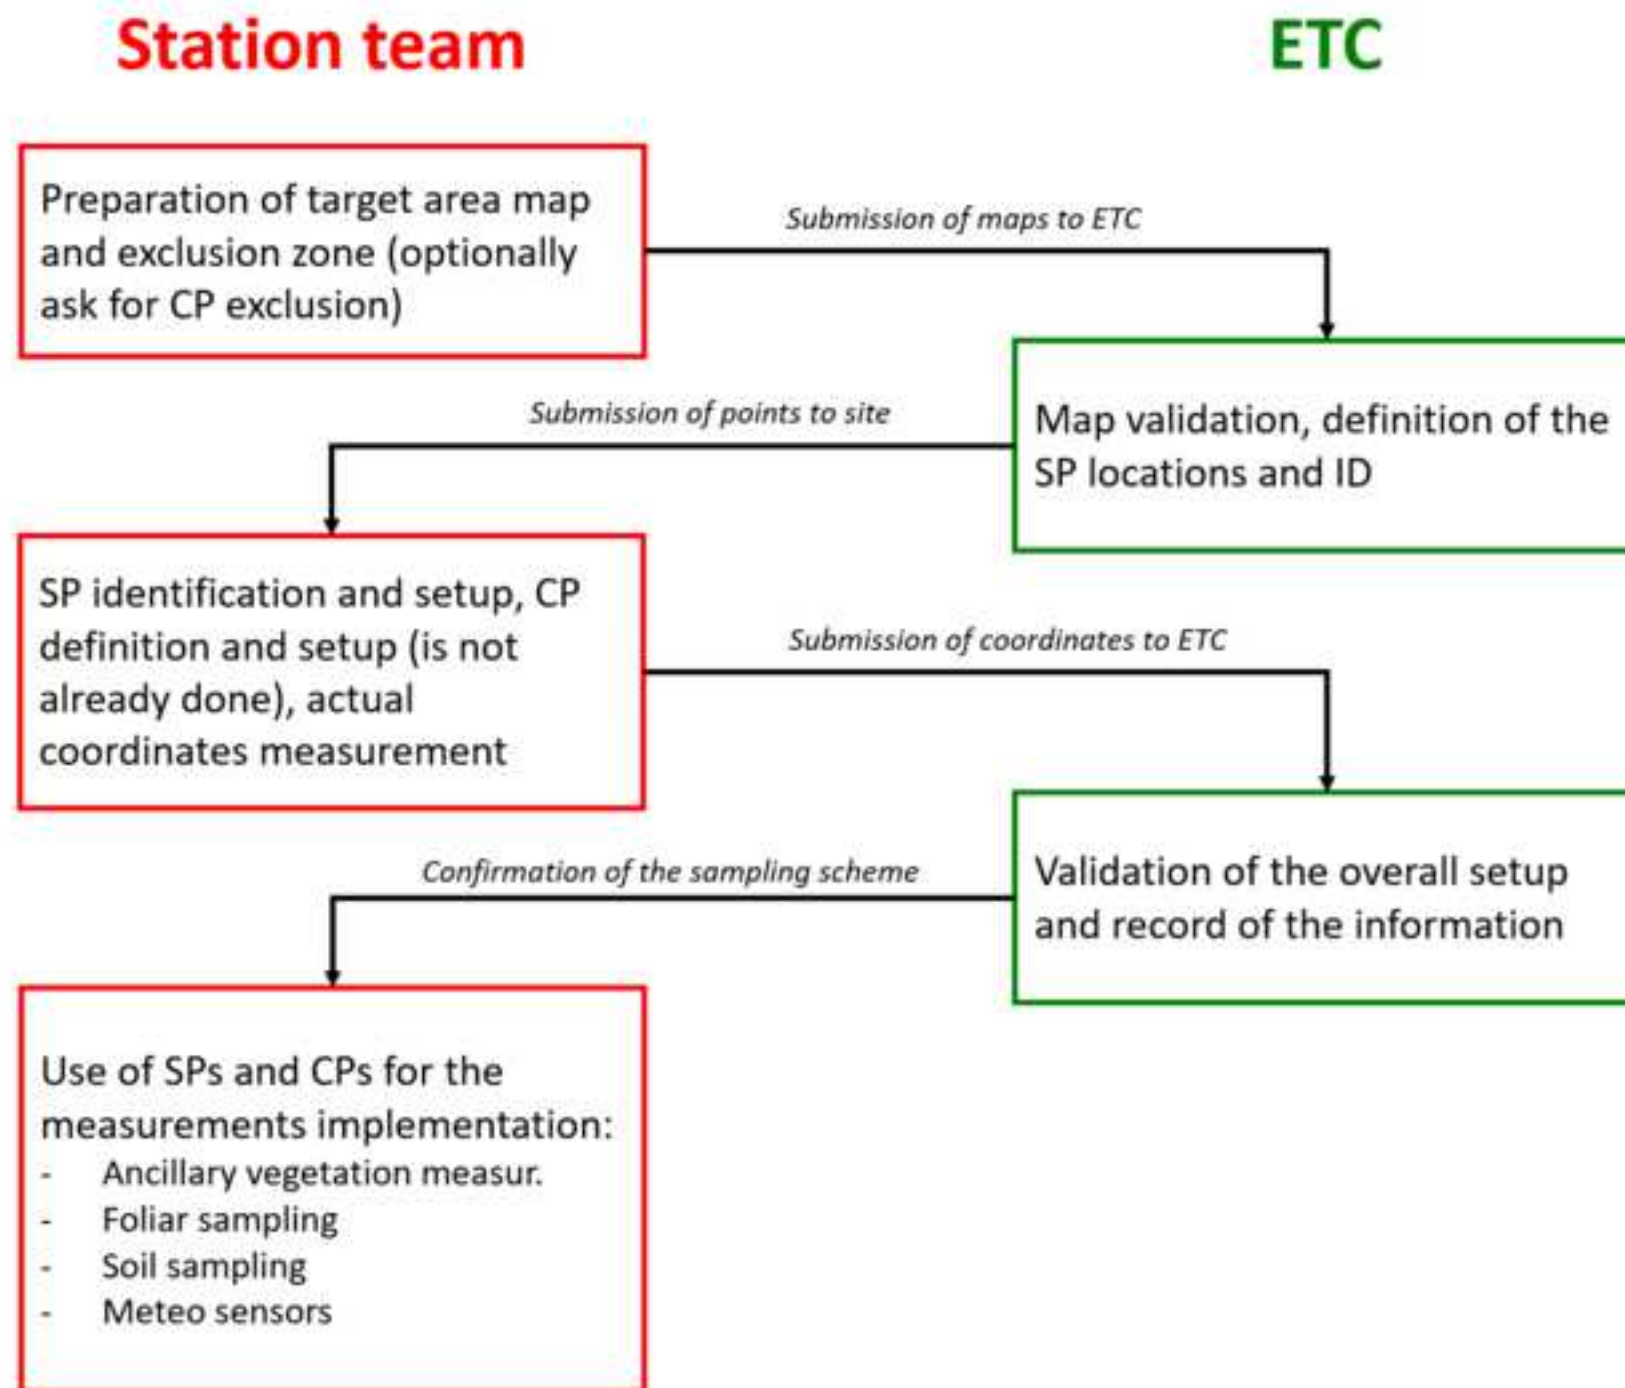 Station team
ETC
Preparation of target area map
and exclusion zone (optionally
ask for CP exclusion)
Submission of maps to ETC
Map validation, definition of the
SP locations and ID
Submission of points to site
SP identification and setup, CP
definition and setup (is not
already done), actual
coordinates measurement
Submission of coordinates to ETC
Validation of the overall setup
and record of the information
Confirmation of the sampling scheme
Use of SPs and CPs for the
measurements implementation:
- Ancillary vegetation measur.
- Foliar sampling
- Soil sampling
- Meteo sensors